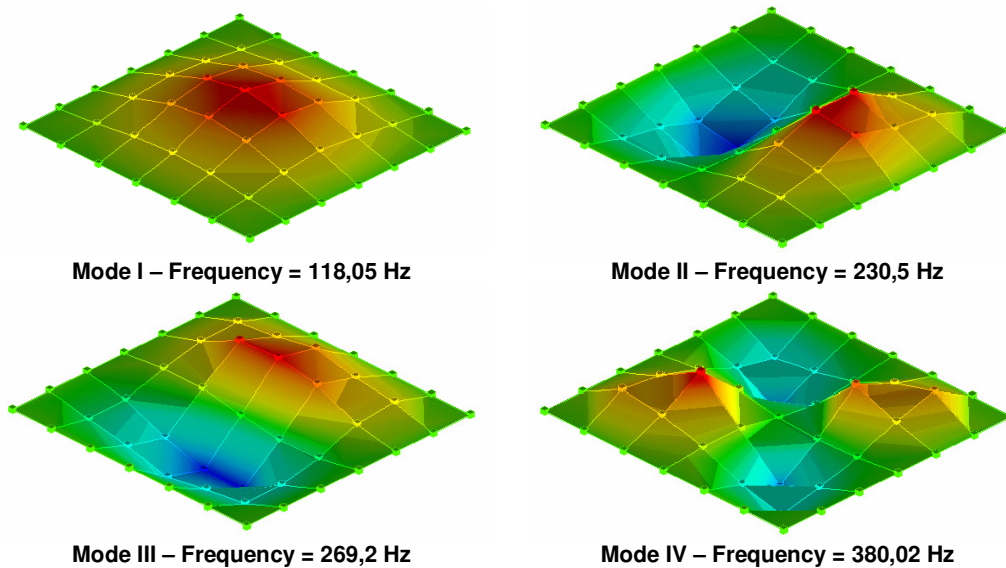 Mode I – Frequency = 118,05 Hz
Mode II – Frequency = 230,5 Hz
Mode III – Frequency = 269,2 Hz
Mode IV – Frequency = 380,02 Hz